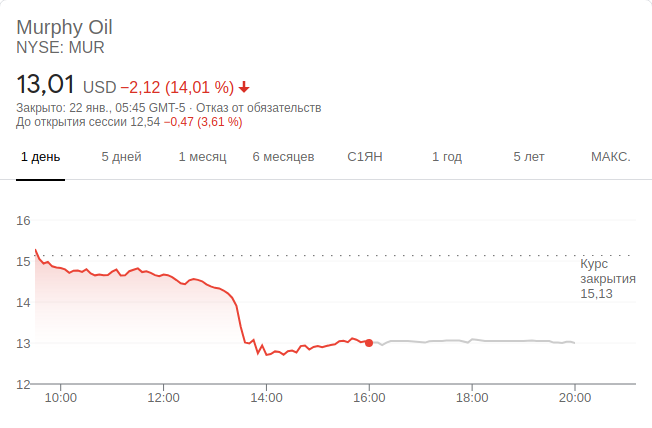 Murphy Oil
NYSE: MUR
13,01 USD −2,12 (14,01 %)
Закрыто: 22 янв., 05:45 GMT-5 · Отказ от обязательств
До открытия сессии 12,54 −0,47 (3,61 %)
1 день 5 дней 1 месяц 6 месяцев С1ЯН 1 год 5 лет МАКС.
16
15
14
13
12
Курс
закрытия
15,13
10:00 12:00 14:00 16:00 18:00 20:00